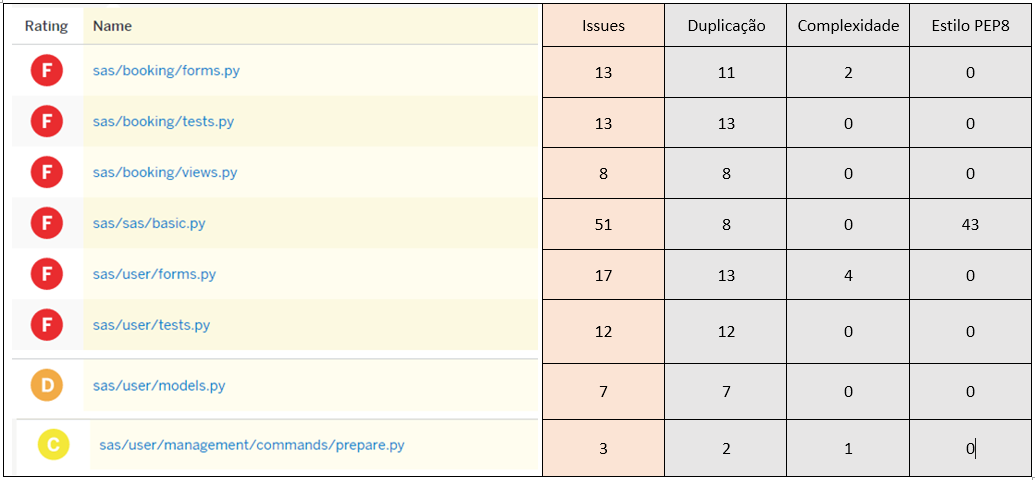 Rating Name Issues Duplicação Complexidade Estilo PEP8
F sas/booking/forms.py 13 11 2 0
F sas/booking/tests.py 13 13 0 0
F sas/booking/views.py 8 8 0 0
F sas/sas/basic.py 51 8 0 43
F sas/user/forms.py 17 13 4 0
F sas/user/tests.py 12 12 0 0
D sas/user/models.py 7 7 0 0
C sas/user/management/commands/prepare.py 3 2 1 0